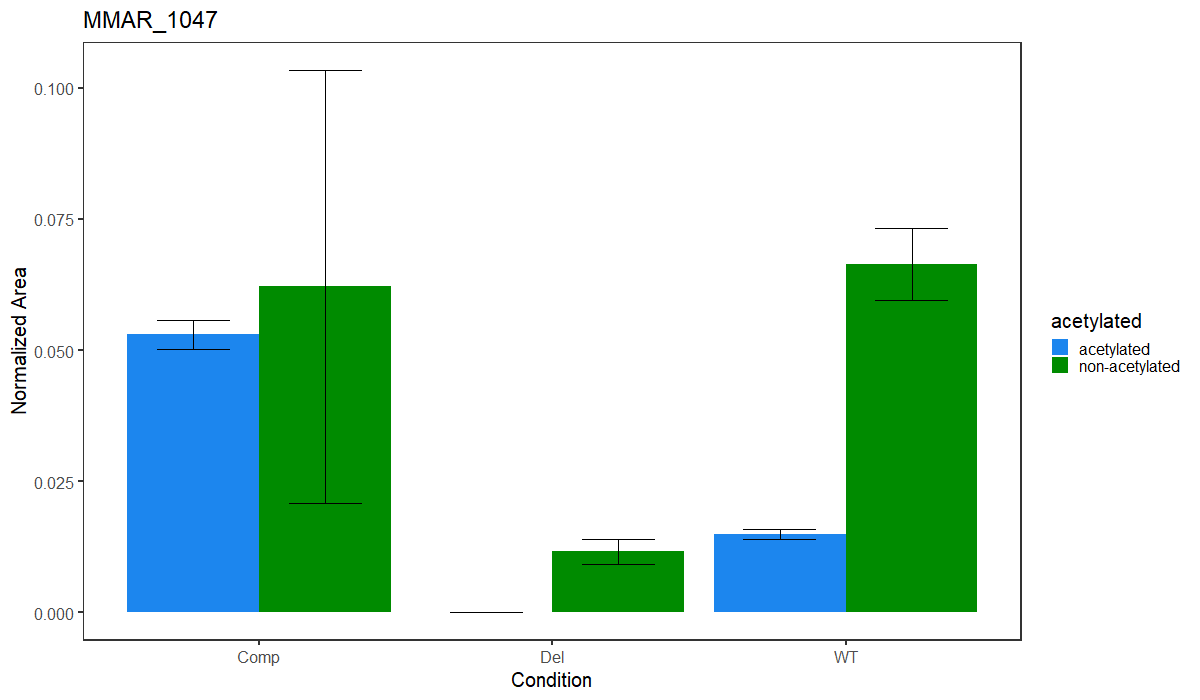 MMAR_1047
0.100
0.075
0.050
0.025
0.000
Normalized Area
Comp
Del
WT
Condition
acetylated
acetylated
non-acetylated